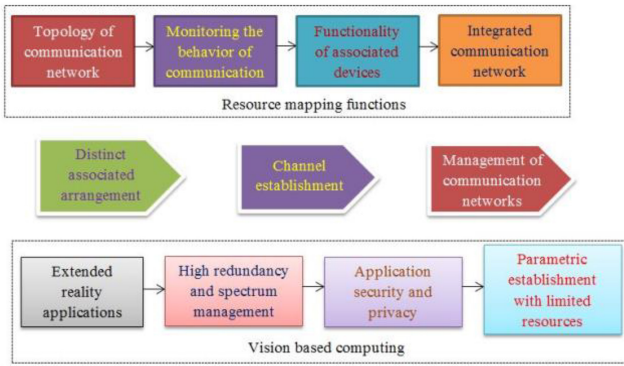 Topology of
communication
network
Monitoring the
behavior of
communication
Functionality
of associated
devices
Integrated
communication
network
Resource mapping functions
Distinct
associated
arrangement
Channel
establishment
Management of
communication
networks
Extended
reality
applications
High redundancy
and spectrum
management
Application
security and
privacy
Parametric
establishment
with limited
resources
Vision based computing